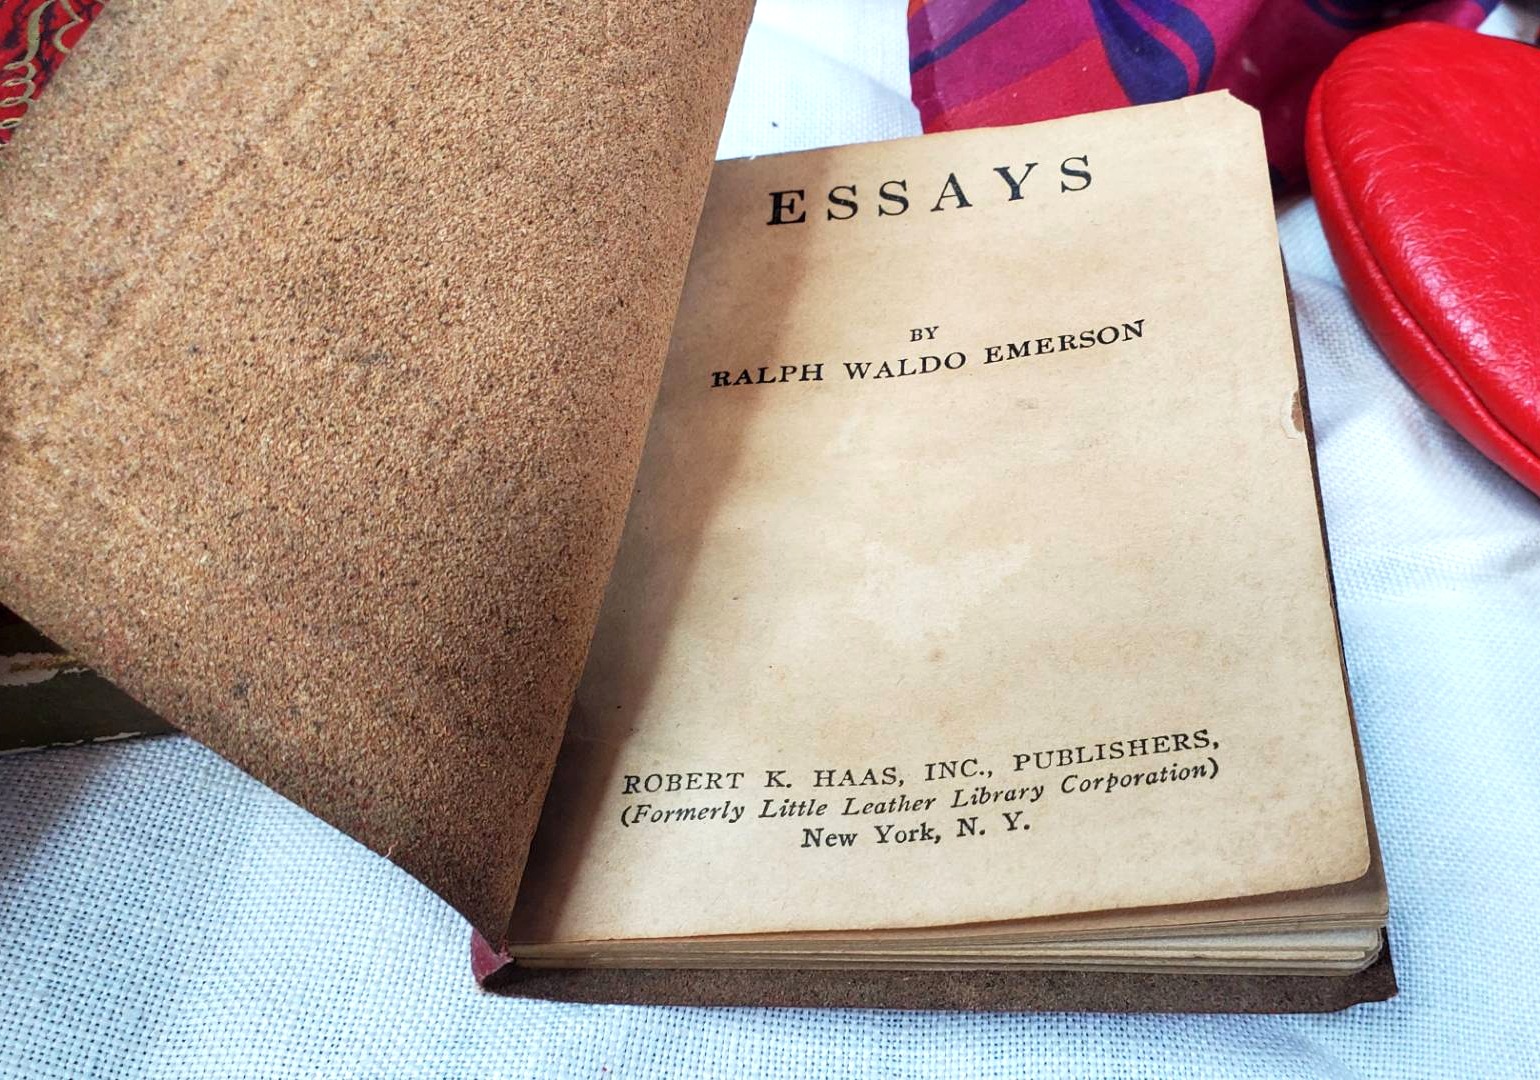 ESSAYS
BY
RALPH WALDO EMERSON
ROBERT K. HAAS, INC., PUBLISHERS,
(Formerly Little Leather Library Corporation)
New York, N. Y.